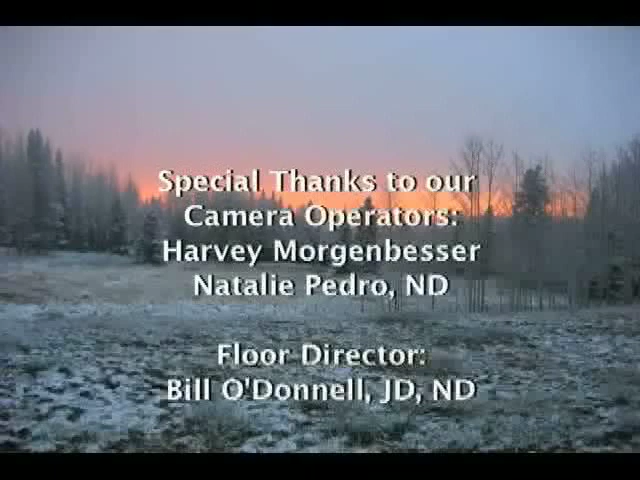 Special Thanks to our
Camera Operators:
Harvey Morgenbesser
Natalie Pedro, ND
Floor Director:
Bill O'Donnell, JD, ND